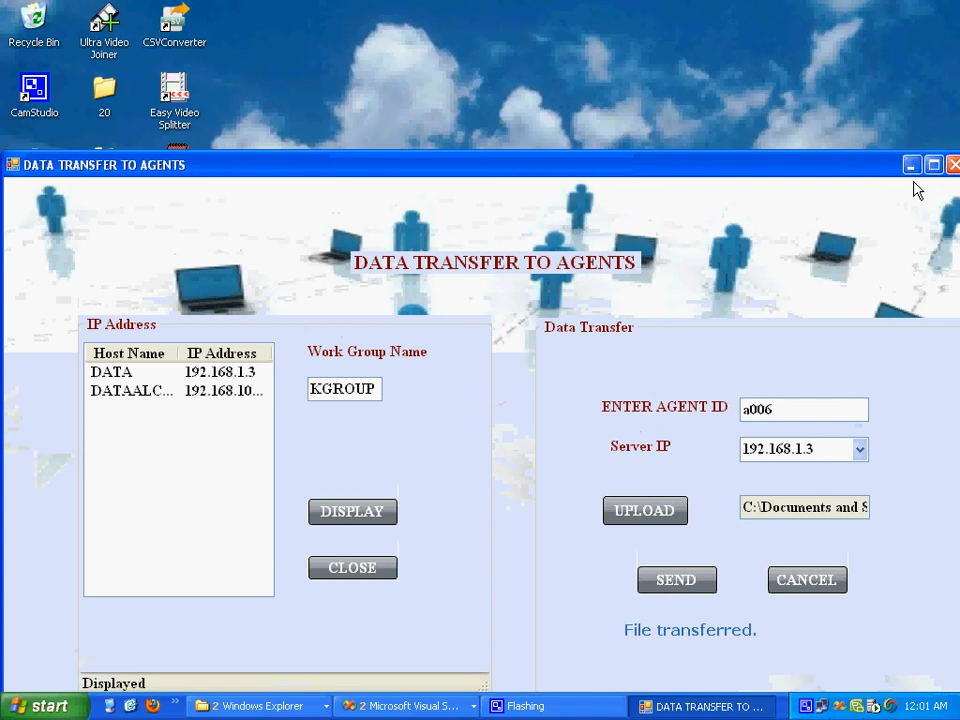 Recycle Bin
Ultra Video Joiner
CSVConverter
CamStudio
20
Easy Video Splitter
DATA TRANSFER TO AGENTS
DATA TRANSFER TO AGENTS
IP Address
Host Name IP Address
DATA 192.168.1.3
DATAALC... 192.168.10...
Work Group Name
KGROUP
DISPLAY
CLOSE
Displayed
Data Transfer
ENTER AGENT ID a006
Server IP 192.168.1.3
UPLOAD C:\Documents and S
SEND CANCEL
File transferred.
start
2 Windows Explorer
2 Microsoft Visual S...
Flashing
DATA TRANSFER TO ...
12:01 AM